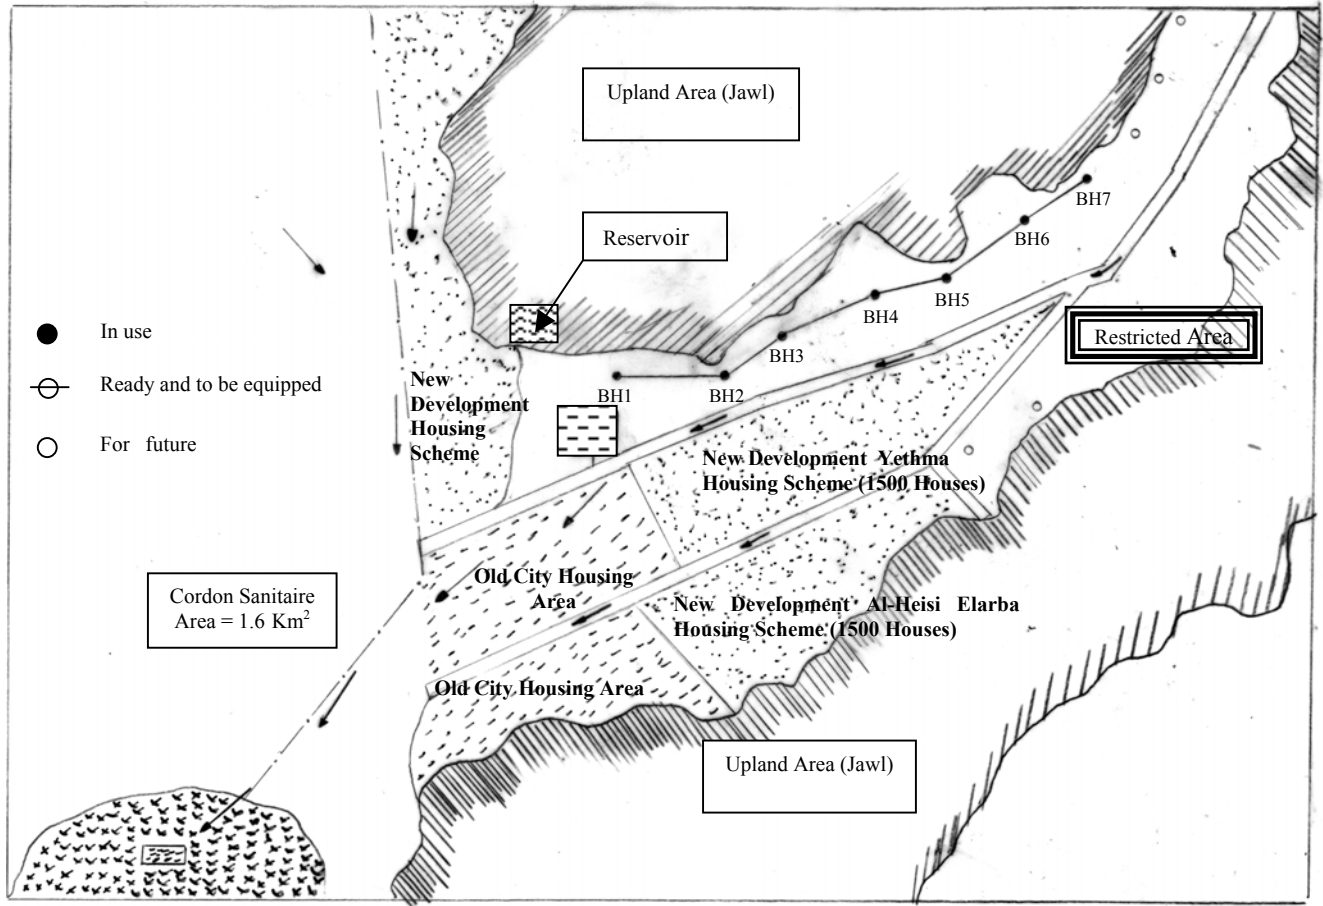 Upland Area (Jawl)
BH7
Reservoir
BH6
BH5
BH4
Restricted Area
In use
BH3
Ready and to be equipped
New
Development
Housing
Scheme
BH1
BH2
For future
New Development Yethma
Housing Scheme (1500 Houses)
Old City Housing
Area
Cordon Sanitaire
Area = 1.6 Km²
New Development Al-Heisi Elarba
Housing Scheme (1500 Houses)
Old City Housing Area
Upland Area (Jawl)